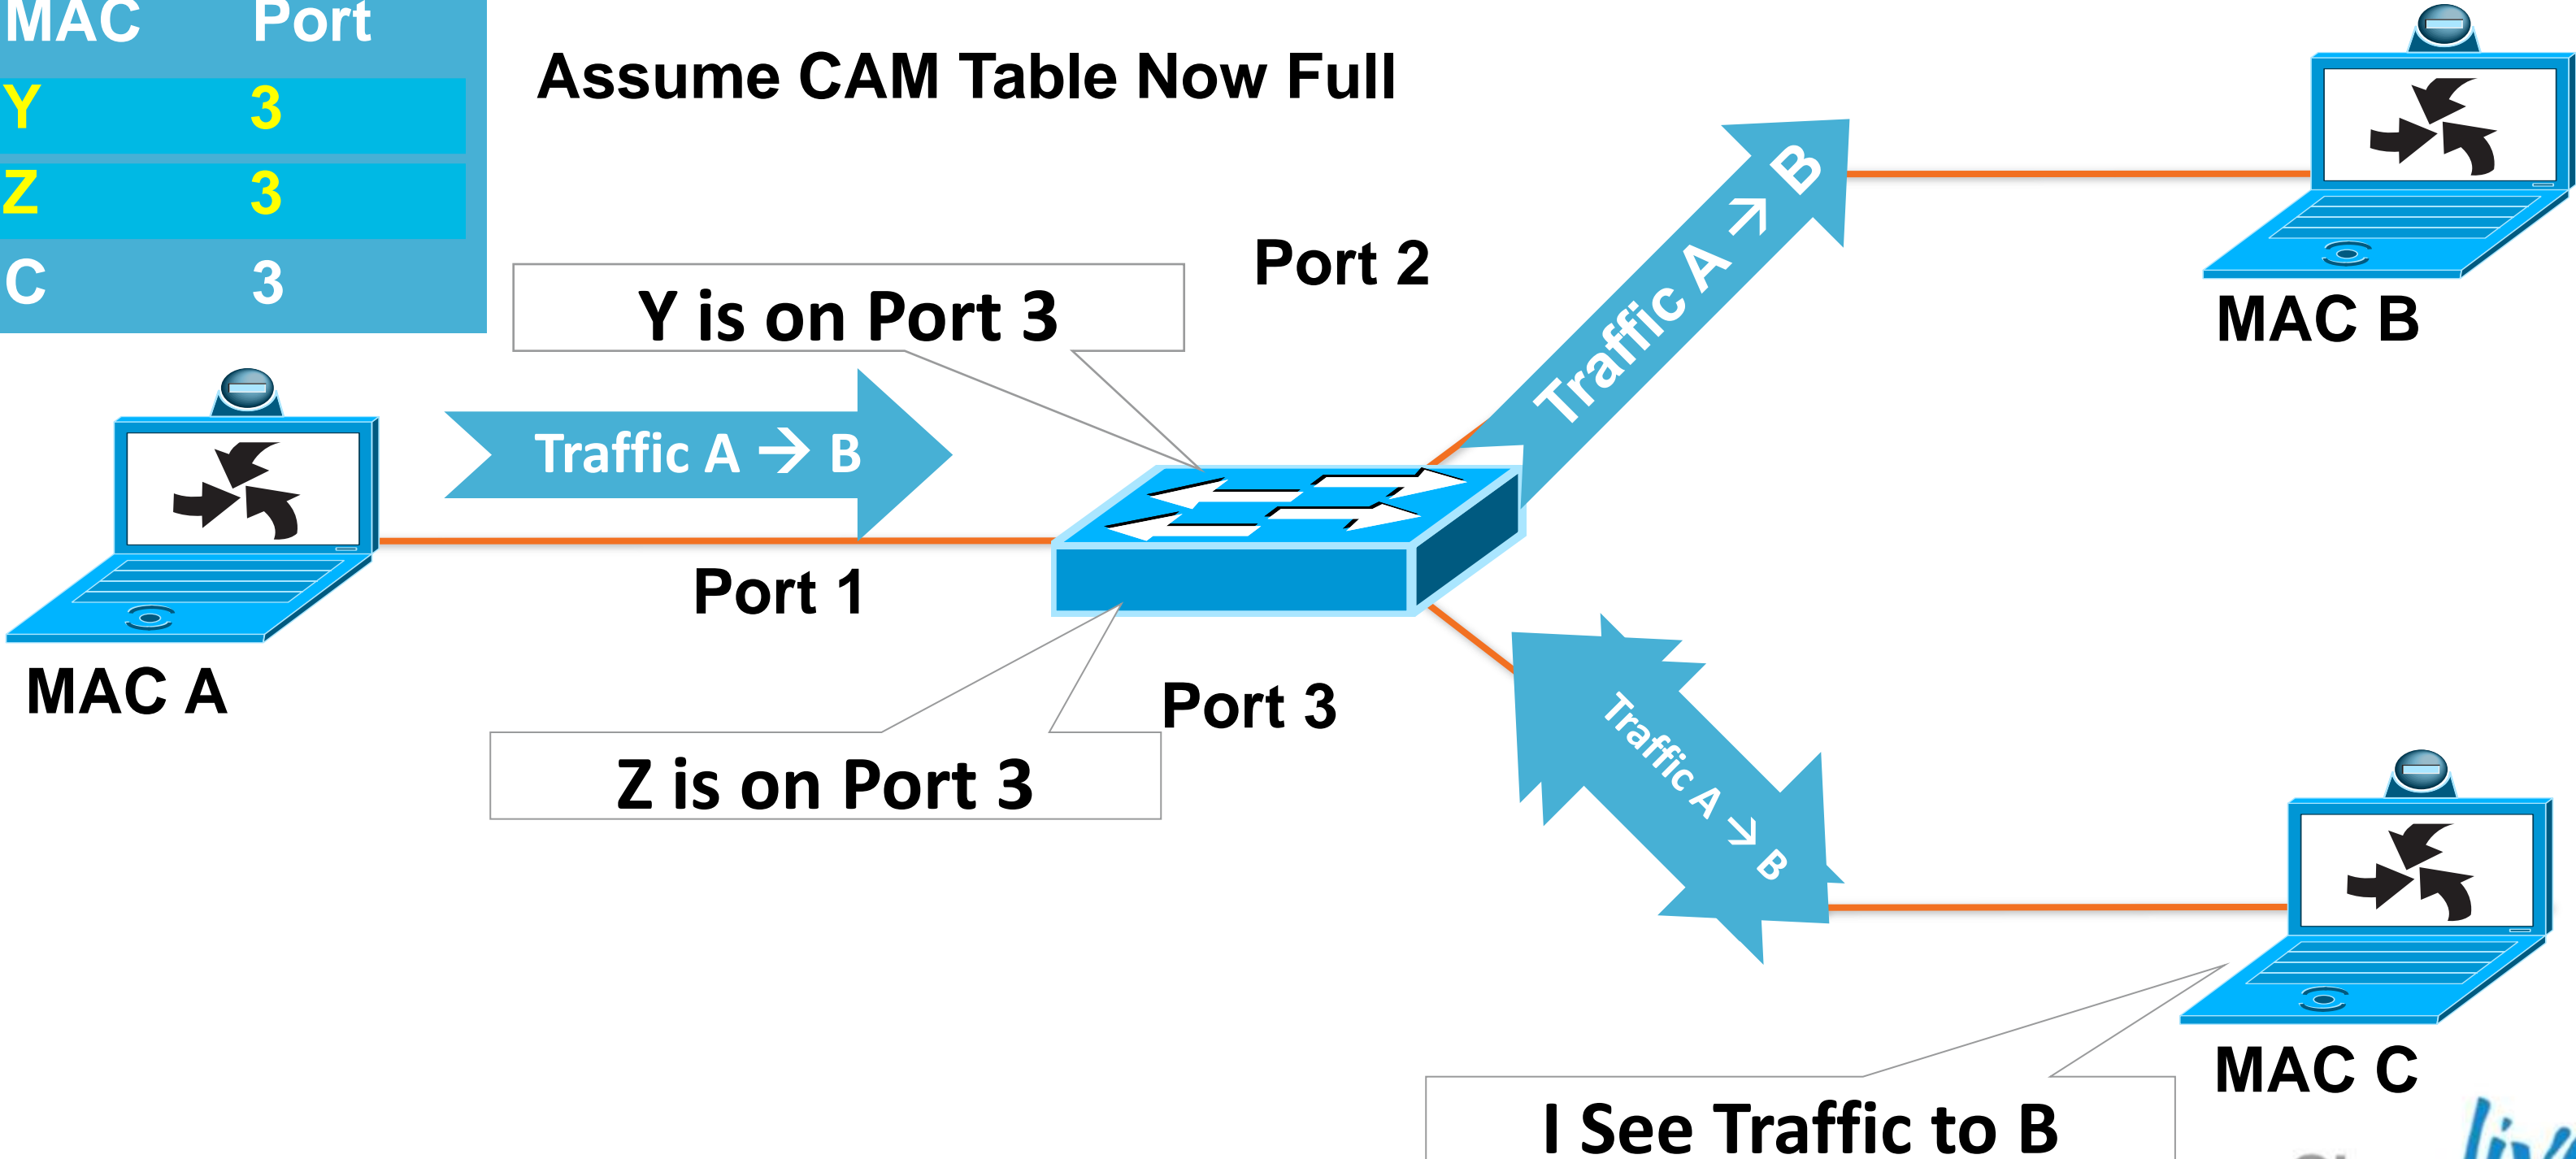 MAC Port
Y 3
Z 3
C 3
Assume CAM Table Now Full
Y is on Port 3
Port 2
Traffic A → B
MAC B
Traffic A → B
Port 1
MAC A
Port 3
Z is on Port 3
Traffic A → B
MAC C
I See Traffic to B
live